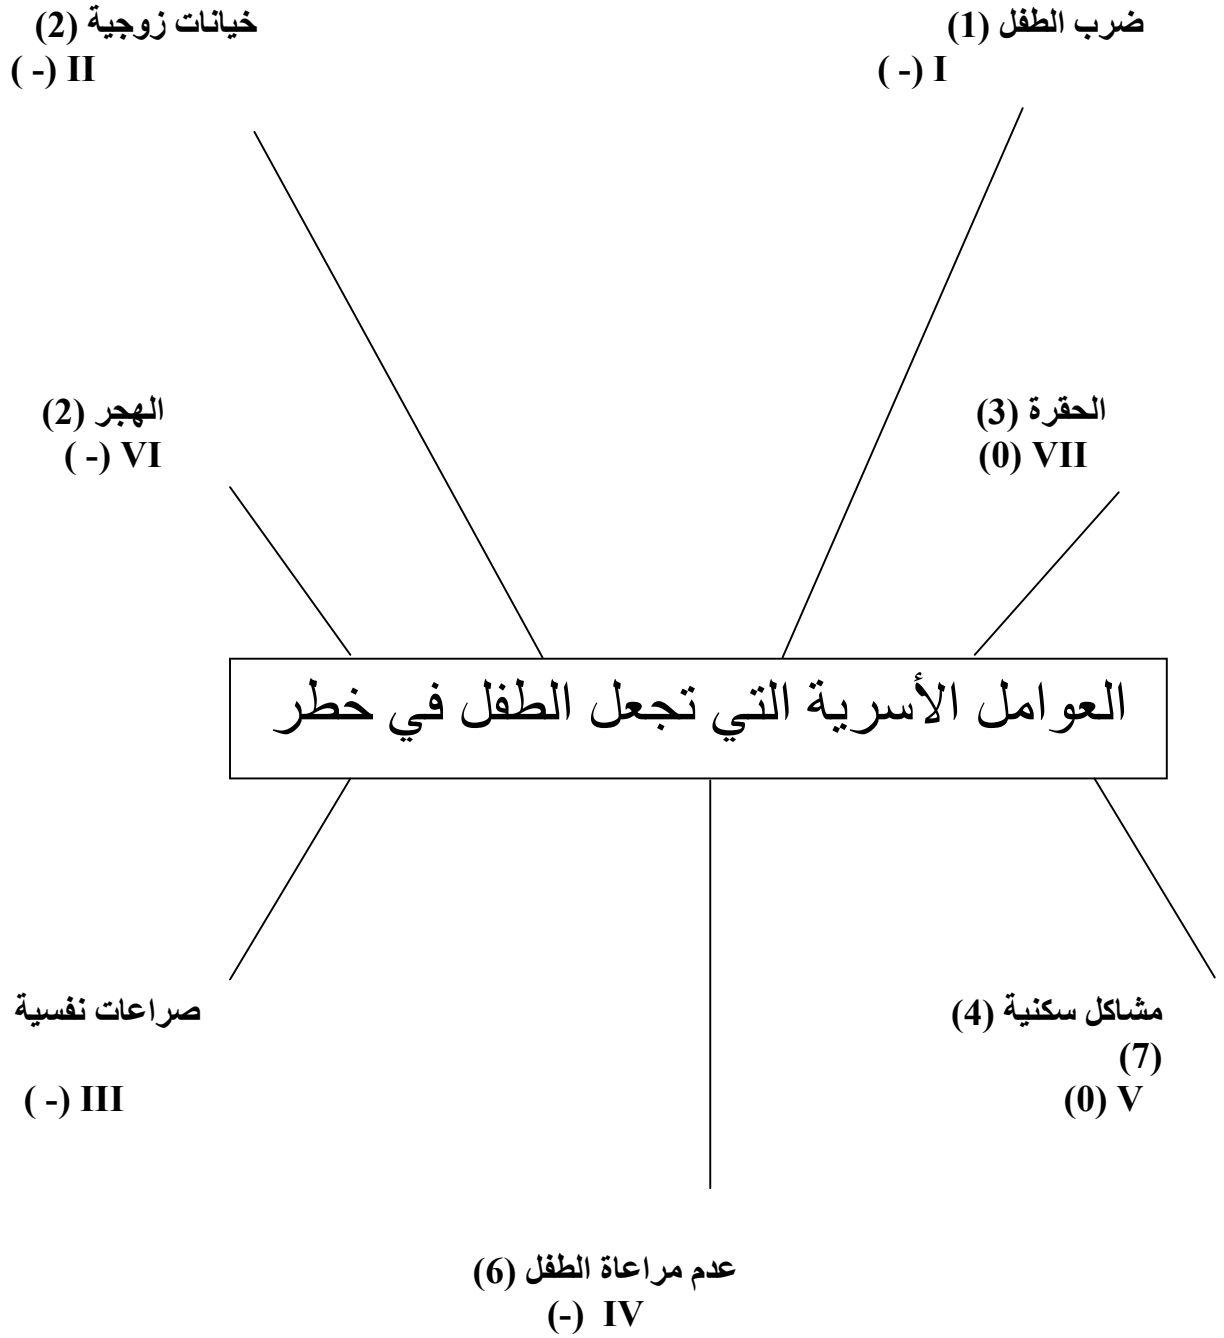 ضرب الطفل (1)
I (-)
خيانات زوجية (2)
II (-)
الحقرة (3)
VII (0)
الهجر (2)
VI (-)
العوامل الأسرية التي تجعل الطفل في خطر
مشاكل سكنية (4)
(7)
V (0)
صراعات نفسية
III (-)
عدم مراعاة الطفل (6)
IV (-)